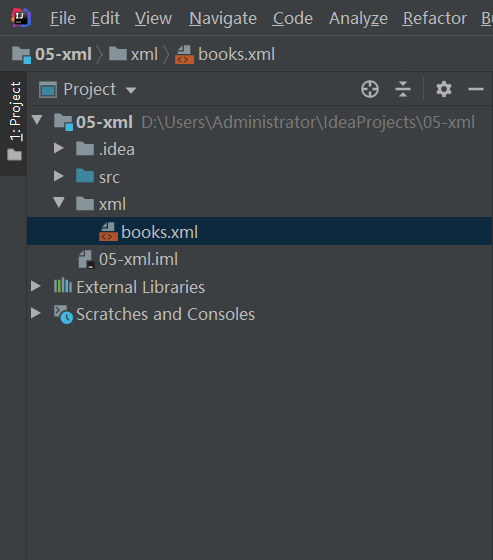 IJ File Edit View Navigate Code Analyze Refactor
05-xml xml books.xml
1: Project
Project
05-xml D:\Users\Administrator\IdeaProjects\05-xml
.idea
src
xml
books.xml
05-xml.iml
External Libraries
Scratches and Consoles